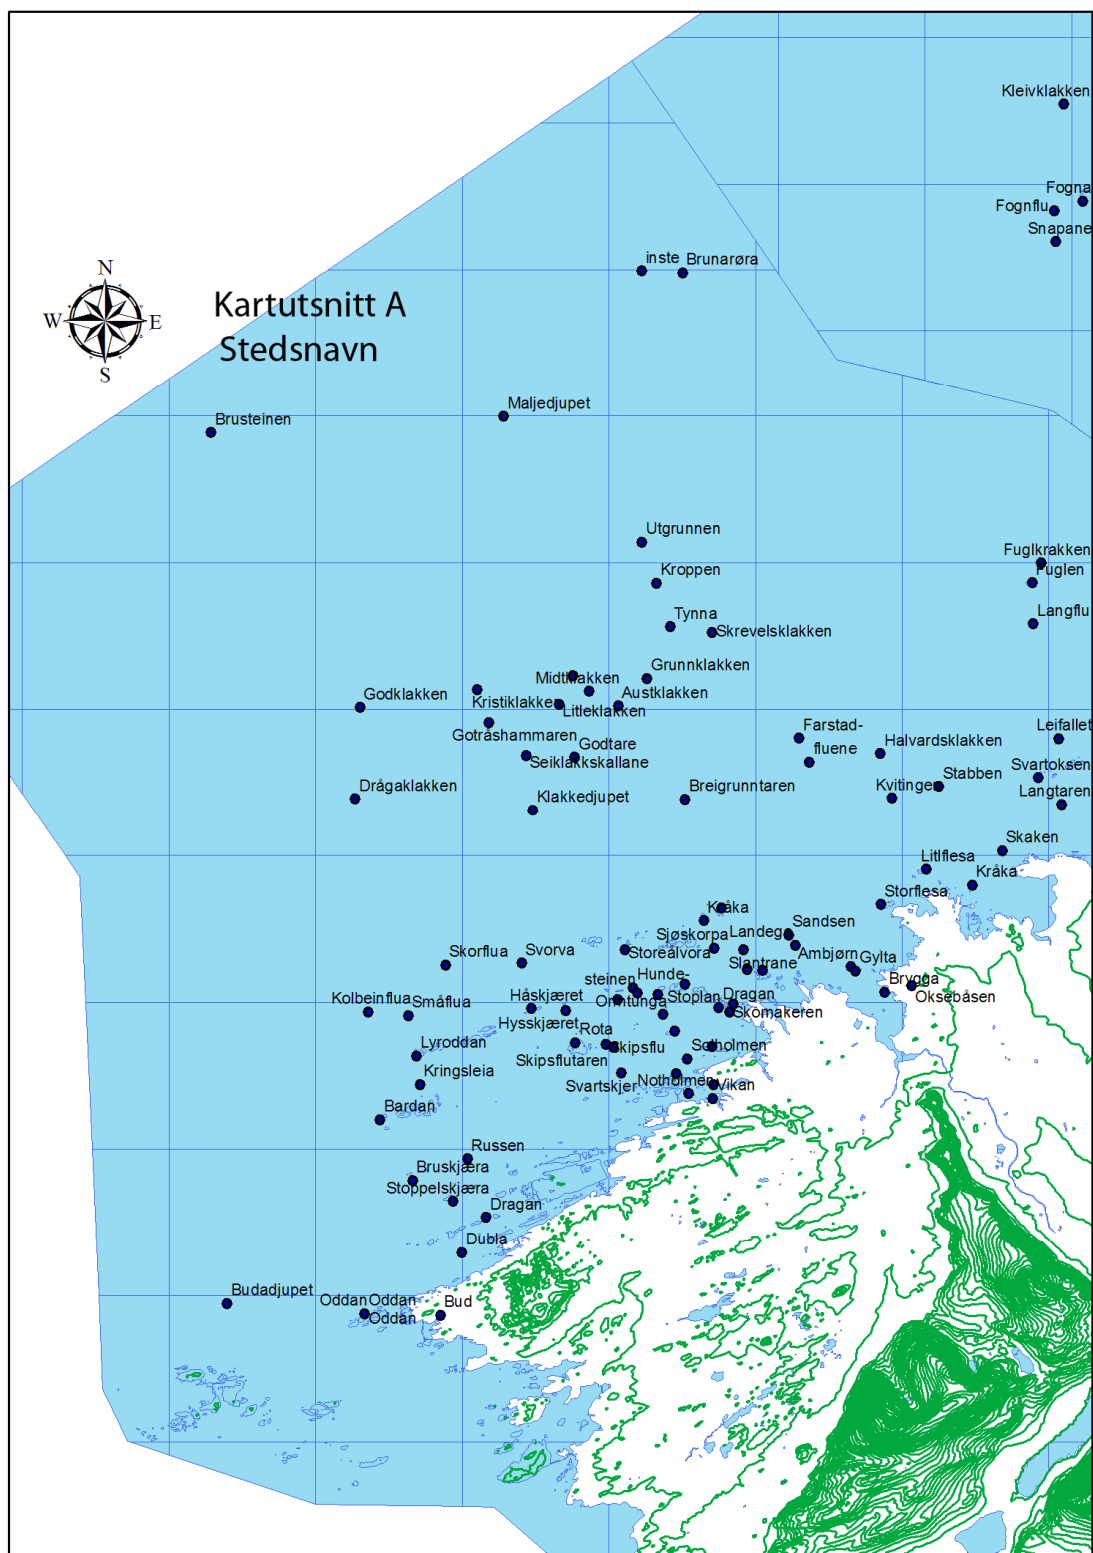 Kleivklakken
Fogna
Fognflu
Snapane
inste
Brunarøra
N
W
E
S
Kartutsnitt A
Stedsnavn
Maljedjupet
Brusteinen
Utgrunnen
Fuglkrakken
Kroppen
Fuglen
Tynna
Langflu
Skrevelsklakken
Grunnklakken
Midtklakken
Godklakken
Kristiklakken
Austklakken
Litleklakken
Gotråshammaren
Farstad-
fluene
Leifallet
Halvardsklakken
Godtare
Seiklakkskallane
Svartoksen
Stabben
Drågaklakken
Klakkedjupet
Breigrunntaren
Kvitingen
Langtaren
Skaken
Litlflesa
Kråka
Storflesa
Kråka
Sandsen
Sjøskorpa
Landego
Skorflua
Svorva
Storeålvora
Ambjørn
Gylta
Slantrane
Hunde-
steinen
Brygga
Oksebåsen
Kolbeinflua
Småflua
Håskjæret
Orntunga
Stoplan
Dragan
Skomakeren
Hysskjæret
Rota
Lyroddan
Skipsflutaren
Skipsflu
Solholmen
Kringsleia
Svartskjer
Notholmen
Vikan
Bardan
Russen
Bruskjæra
Stoppelskjæra
Dragan
Dubla
Budadjupet
Oddan
Oddan
Oddan
Bud